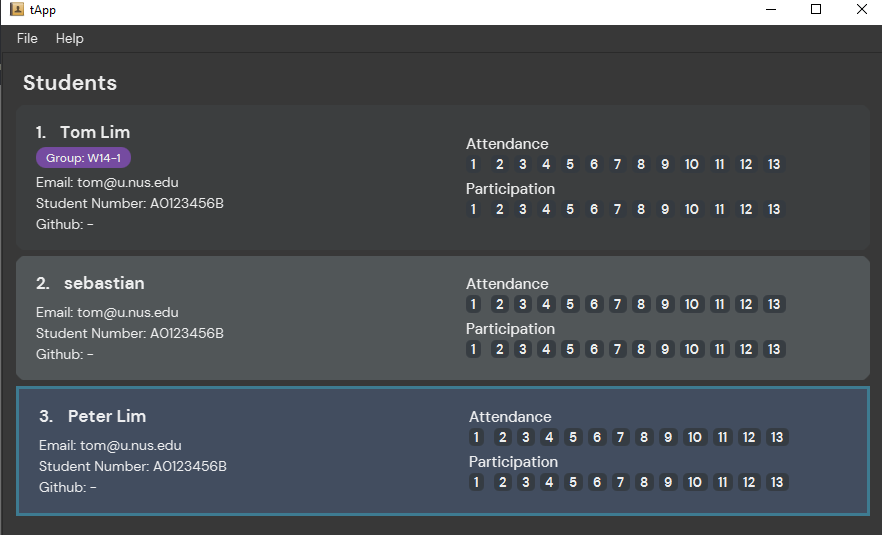 tApp
File Help
Students
1. Tom Lim
Group: W14-1
Email: tom@u.nus.edu
Student Number: A0123456B
Github: -
Attendance
1 2 3 4 5 6 7 8 9 10 11 12 13
Participation
1 2 3 4 5 6 7 8 9 10 11 12 13
2. sebastian
Email: tom@u.nus.edu
Student Number: A0123456B
Github: -
Attendance
1 2 3 4 5 6 7 8 9 10 11 12 13
Participation
1 2 3 4 5 6 7 8 9 10 11 12 13
3. Peter Lim
Email: tom@u.nus.edu
Student Number: A0123456B
Github: -
Attendance
1 2 3 4 5 6 7 8 9 10 11 12 13
Participation
1 2 3 4 5 6 7 8 9 10 11 12 13